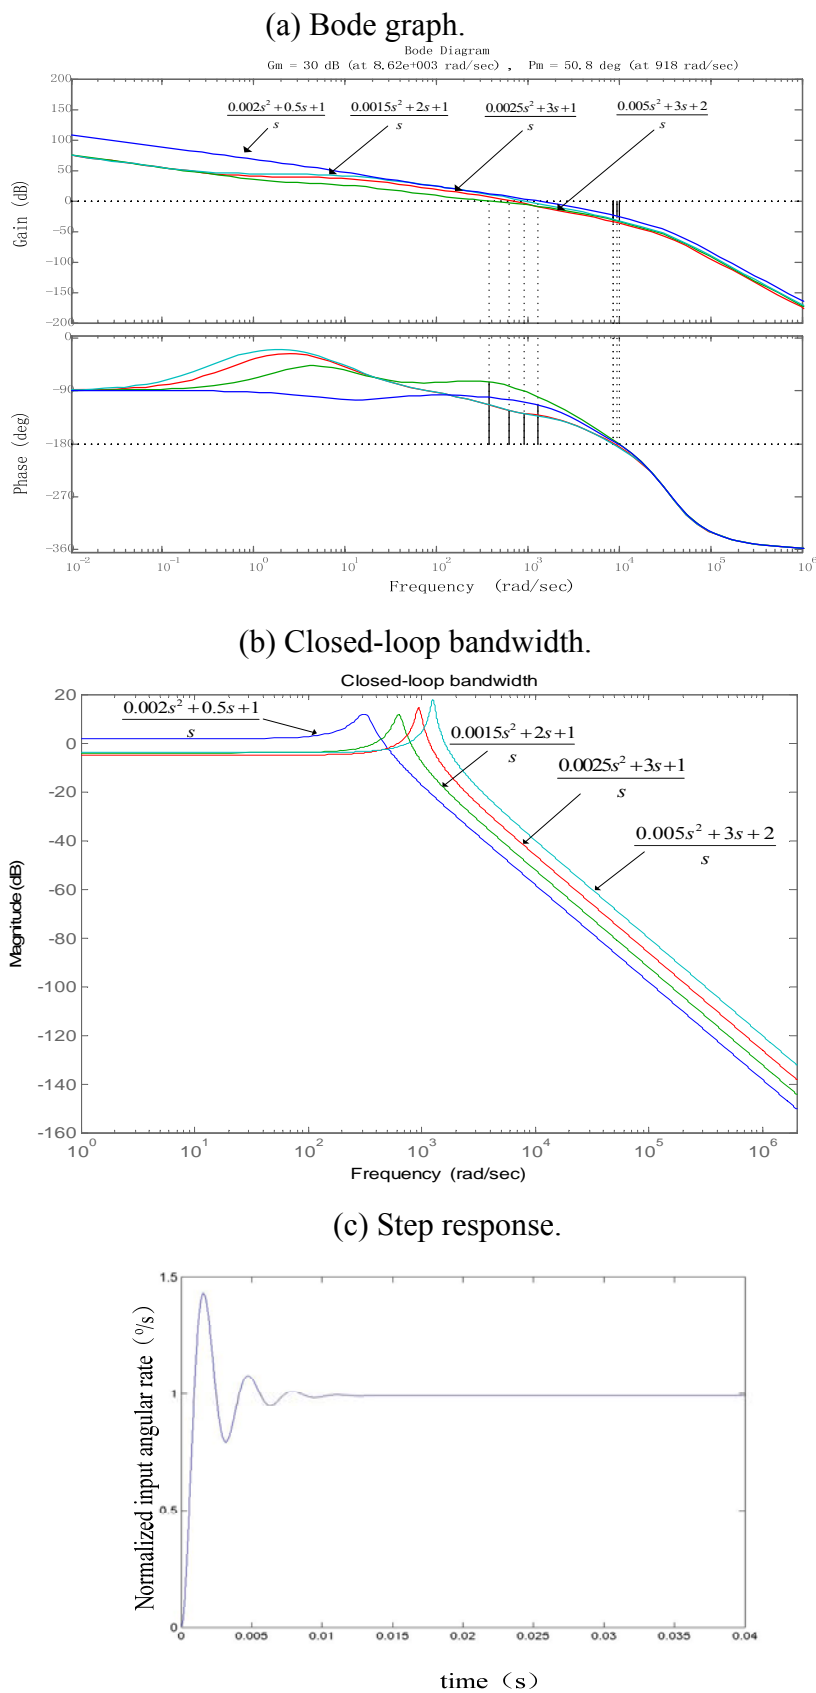 (a) Bode graph.
Bode Diagram
Gm = 30 dB (at 8.62e+003 rad/sec) , Pm = 50.8 deg (at 918 rad/sec)
200
150
100
50
0
-50
-100
-150
-200
Gain (dB)
0.002s² + 0.5s + 1
s
0.0015s² + 2s + 1
s
0.0025s² + 3s + 1
s
0.005s² + 3s + 2
s
0
-90
-180
-270
-360
Phase (deg)
10⁻² 10⁻¹ 10⁰ 10¹ 10² 10³ 10⁴ 10⁵ 10⁶
Frequency (rad/sec)
(b) Closed-loop bandwidth.
Closed-loop bandwidth
20
0
-20
-40
-60
-80
-100
-120
-140
-160
Magnitude (dB)
0.002s² + 0.5s + 1
s
0.0015s² + 2s + 1
s
0.0025s² + 3s + 1
s
0.005s² + 3s + 2
s
10⁰ 10¹ 10² 10³ 10⁴ 10⁵ 10⁶
Frequency (rad/sec)
(c) Step response.
1.5
1
0.5
0
Normalized input angular rate (⁰/s)
0 0.005 0.01 0.015 0.02 0.025 0.03 0.035 0.04
time (s)